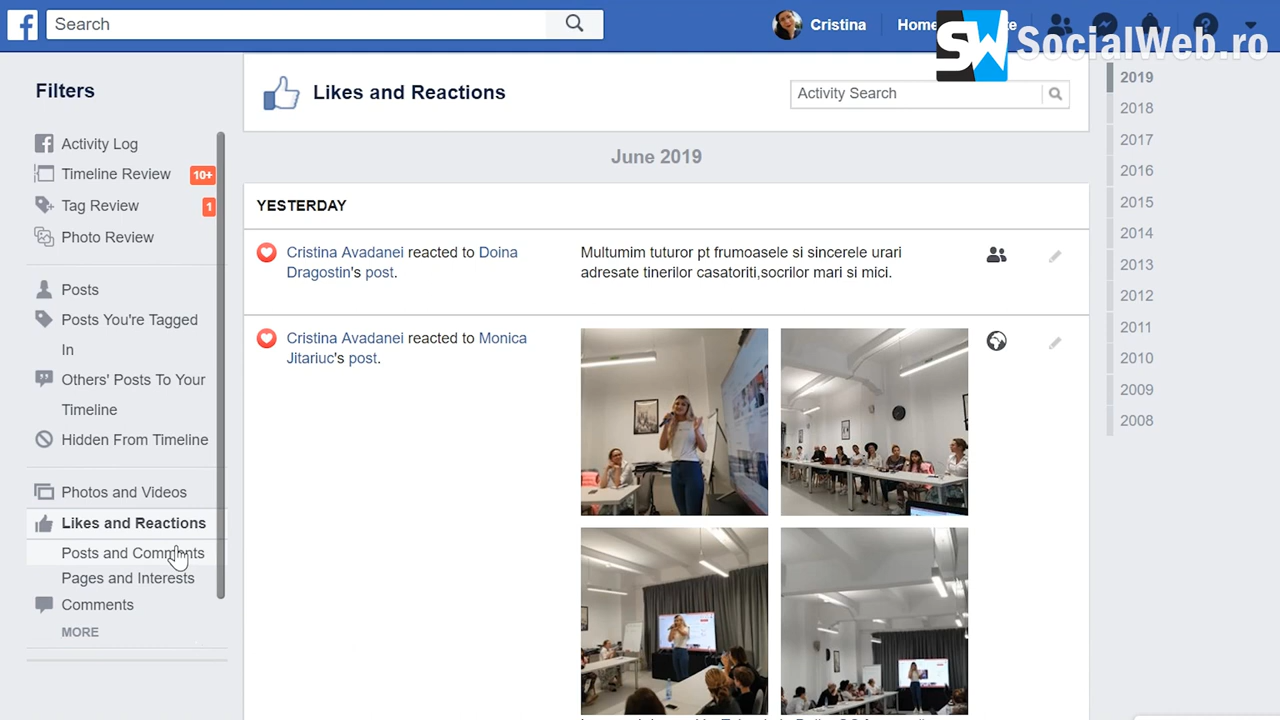 f
Search
Cristina
Home
SW SocialWeb.ro
Filters
Activity Log
Timeline Review
10+
Tag Review
1
Photo Review
Posts
Posts You're Tagged
In
Others' Posts To Your
Timeline
Hidden From Timeline
Photos and Videos
Likes and Reactions
Posts and Comments
Pages and Interests
Comments
MORE
Likes and Reactions
Activity Search
June 2019
YESTERDAY
Cristina Avadanei reacted to Doina
Dragostin's post.
Multumim tuturor pt frumoasele si sincerele urari
adresate tinerilor casatoriti,socrilor mari si mici.
Cristina Avadanei reacted to Monica
Jitariuc's post.
2019
2018
2017
2016
2015
2014
2013
2012
2011
2010
2009
2008